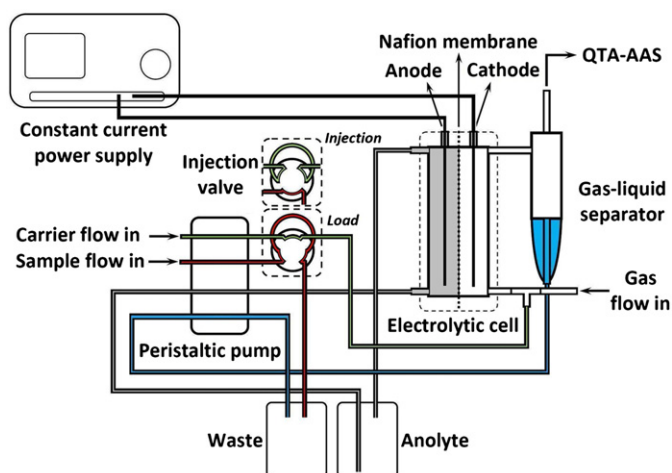 Nafion membrane
QTA-AAS
Anode
Cathode
Constant current
power supply
Injection
Injection
valve
Gas-liquid
separator
Load
Carrier flow in
Sample flow in
Gas
flow in
Electrolytic cell
Peristaltic pump
Waste
Anolyte